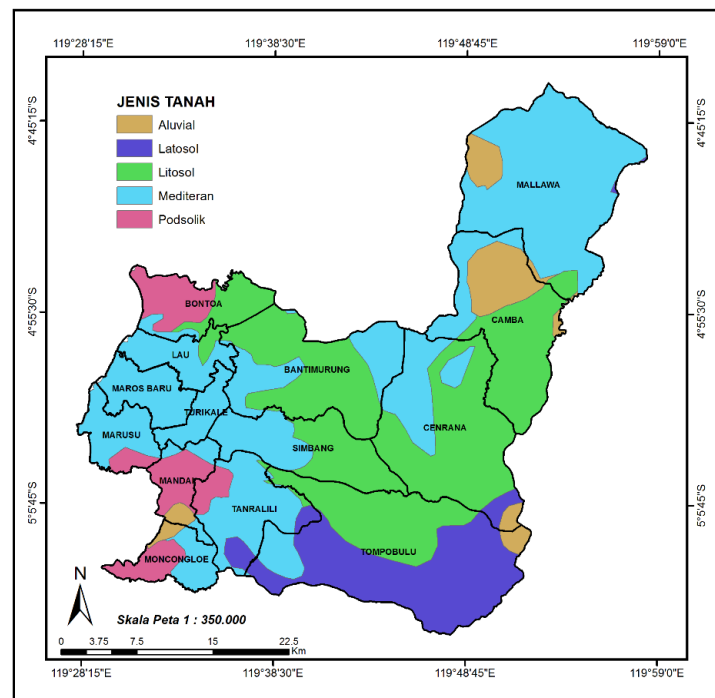 119°28'15"E 119°38'30"E 119°48'45"E 119°59'0"E
4°45'15"S 4°45'15"S
JENIS TANAH
Aluvial
Latosol
Litosol
Mediteran
Podsolik
MALLAWA
4°55'30"S 4°55'30"S
BONTOA
CAMBA
LAU
BANTIMURUNG
MAROS BARU
TURIKALE
CENRANA
MARUSU
SIMBANG
MANDAI
5°5'45"S 5°5'45"S
TANRALILI
TOMPOBULU
MONCONGLOE
N
Skala Peta 1 : 350.000
0 3.75 7.5 15 22.5
Km
119°28'15"E 119°38'30"E 119°48'45"E 119°59'0"E